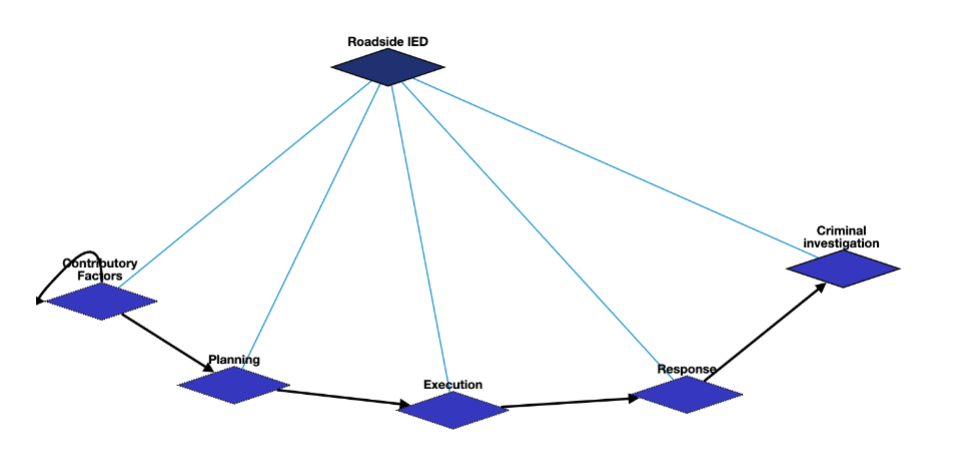 Roadside IED
Criminal
investigation
Contributory
Factors
Planning
Response
Execution